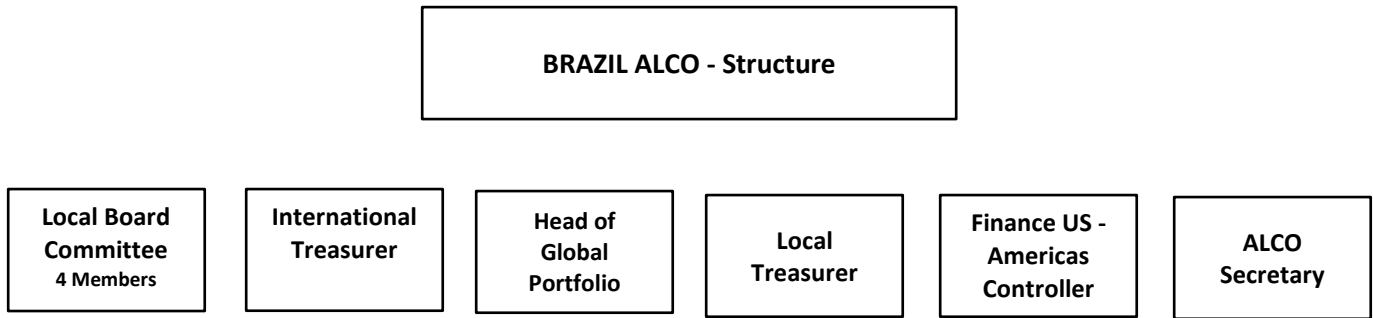 BRAZIL ALCO - Structure
Local Board
Committee
4 Members
International
Treasurer
Head of
Global
Portfolio
Local
Treasurer
Finance US -
Americas
Controller
ALCO
Secretary